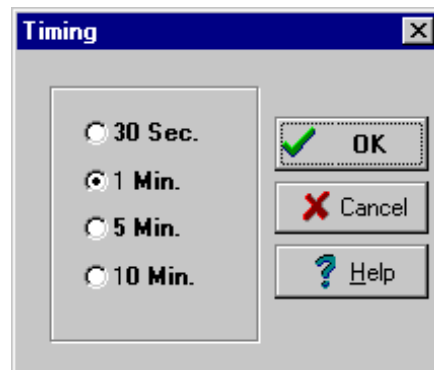 Timing
30 Sec.
1 Min.
5 Min.
10 Min.
OK
Cancel
Help